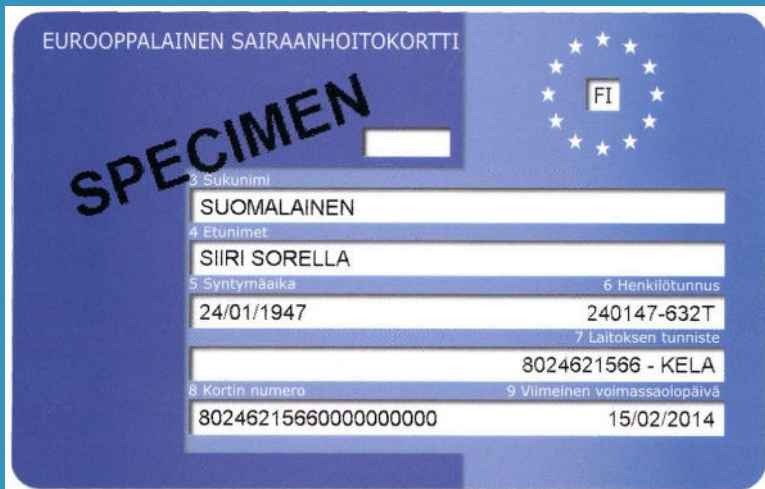 EUROOPPALAINEN SAIRAANHOITOKORTTI
FI
SPECIMEN
3 Sukunimi
SUOMALAINEN
4 Etunimet
SIIRI SORELLA
5 Syntymäaika 6 Henkilötunnus
24/01/1947 240147-632T
7 Laitoksen tunniste
8024621566 - KELA
8 Kortin numero 9 Viimeinen voimassaolopäivä
80246215660000000000 15/02/2014